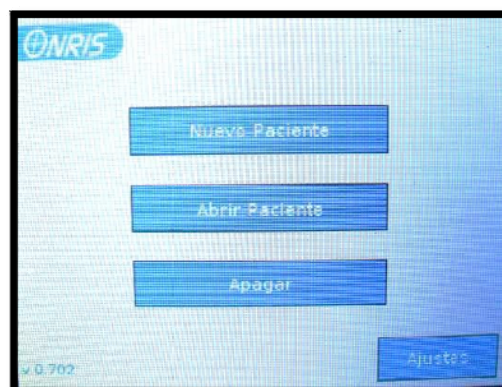 ONRIS
Nuevo Paciente
Abrir Paciente
Apagar
Ajustes
v 0.702